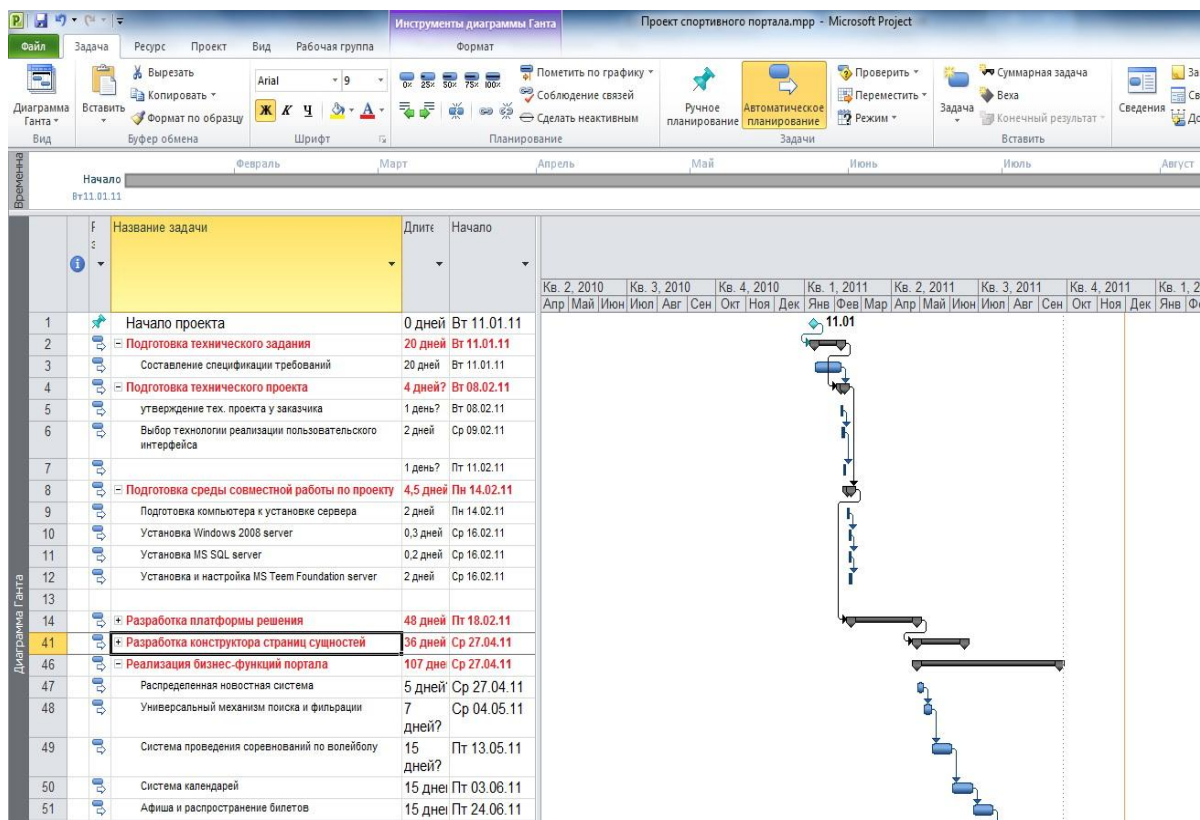 Инструменты диаграммы Ганта
Проект спортивного портала.mpp - Microsoft Project
Файл Задача Ресурс Проект Вид Рабочая группа Формат
Диаграмма Ганта
Вид
Вставить
Вырезать
Копировать
Формат по образцу
Буфер обмена
Arial 9
Ж К Ч
Шрифт
0× 25× 50× 75× 100×
Пометить по графику
Соблюдение связей
Сделать неактивным
Планирование
Ручное планирование
Автоматическое планирование
Проверить
Переместить
Режим
Задачи
Задача
Суммарная задача
Веха
Конечный результат
Вставить
Сведения
За
Св
До
Временна
Февраль Март Апрель Май Июнь Июль Август
Начало
Вт 11.01.11
Название задачи Длите Начало
Кв. 2, 2010 Кв. 3, 2010 Кв. 4, 2010 Кв. 1, 2011 Кв. 2, 2011 Кв. 3, 2011 Кв. 4, 2011 Кв. 1, 2
Апр Май Июн Июл Авг Сен Окт Ноя Дек Янв Фев Мар Апр Май Июн Июл Авг Сен Окт Ноя Дек Янв Фе
1 Начало проекта 0 дней Вт 11.01.11 11.01
2 Подготовка технического задания 20 дней Вт 11.01.11
3 Составление спецификации требований 20 дней Вт 11.01.11
4 Подготовка технического проекта 4 дней? Вт 08.02.11
5 утверждение тех. проекта у заказчика 1 день? Вт 08.02.11
6 Выбор технологии реализации пользовательского 2 дней Ср 09.02.11
интерфейса
7 1 день? Пт 11.02.11
8 Подготовка среды совместной работы по проекту 4,5 дней Пн 14.02.11
9 Подготовка компьютера к установке сервера 2 дней Пн 14.02.11
10 Установка Windows 2008 server 0,3 дней Ср 16.02.11
11 Установка MS SQL server 0,2 дней Ср 16.02.11
12 Установка и настройка MS Teem Foundation server 2 дней Ср 16.02.11
13
14 Разработка платформы решения 48 дней Пт 18.02.11
41 Разработка конструктора страниц сущностей 36 дней Ср 27.04.11
46 Реализация бизнес-функций портала 107 дне Ср 27.04.11
47 Распределенная новостная система 5 дней Ср 27.04.11
48 Универсальный механизм поиска и фильрации 7 Ср 04.05.11
дней?
49 Система проведения соревнований по волейболу 15 Пт 13.05.11
дней?
50 Система календарей 15 дне Пт 03.06.11
51 Афиша и распространение билетов 15 дне Пт 24.06.11
Диаграмма Ганта